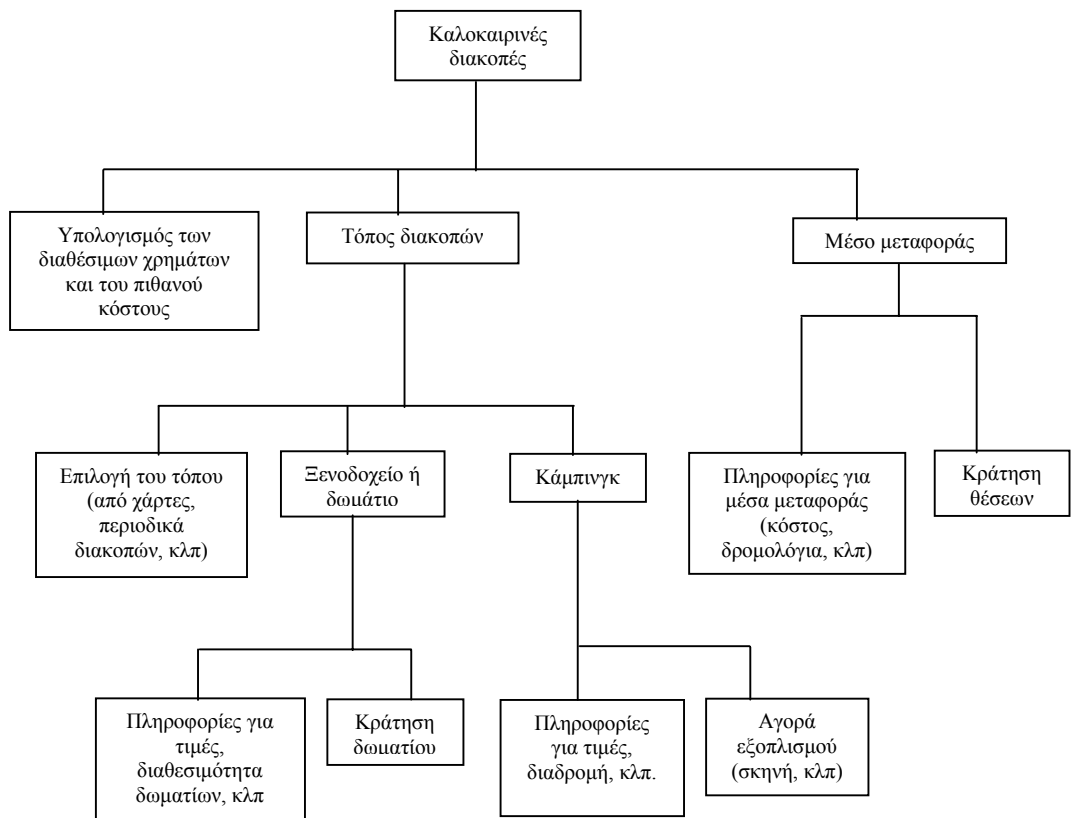 Καλοκαιρινές
διακοπές
Υπολογισμός των
διαθέσιμων χρημάτων
και του πιθανού
κόστους
Τόπος διακοπών
Μέσο μεταφοράς
Επιλογή του τόπου
(από χάρτες,
περιοδικά
διακοπών, κλπ)
Ξενοδοχείο ή
δωμάτιο
Κάμπινγκ
Πληροφορίες για
μέσα μεταφοράς
(κόστος,
δρομολόγια, κλπ)
Κράτηση
θέσεων
Πληροφορίες για
τιμές,
διαθεσιμότητα
δωματίων, κλπ
Κράτηση
δωματίου
Πληροφορίες
για τιμές,
διαδρομή, κλπ.
Αγορά
εξοπλισμού
(σκηνή, κλπ)